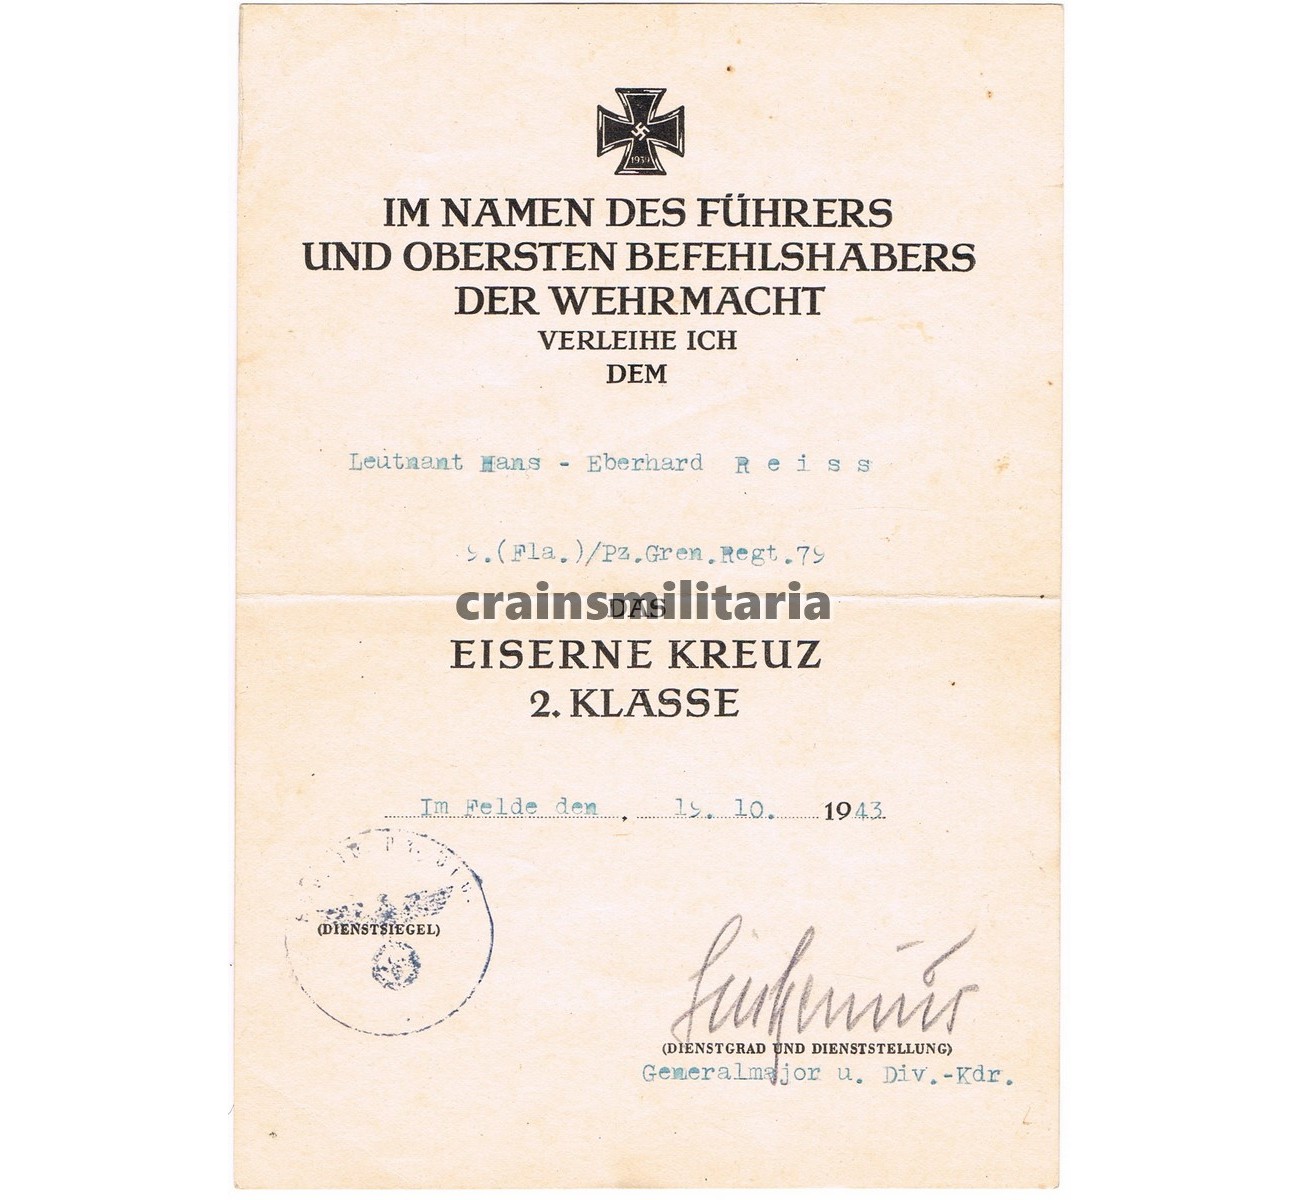 1939
IM NAMEN DES FÜHRERS
UND OBERSTEN BEFEHLSHABERS
DER WEHRMACHT
VERLEIHE ICH
DEM
Leutnant Hans - Eberhard R e i s s
9.(Fla.)/Pz.Gren.Regt.79
crainsmilitaria
DAS
EISERNE KREUZ
2. KLASSE
Im Felde den , 19. 10. 1943
(DIENSTSIEGEL)
(DIENSTGRAD UND DIENSTSTELLUNG)
Generalmajor u. Div.-Kdr.